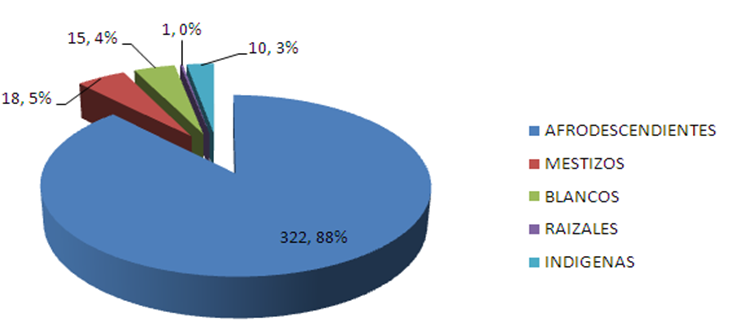 1, 0%
15, 4%
10, 3%
18, 5%
322, 88%
AFRODESCENDIENTES
MESTIZOS
BLANCOS
RAIZALES
INDIGENAS